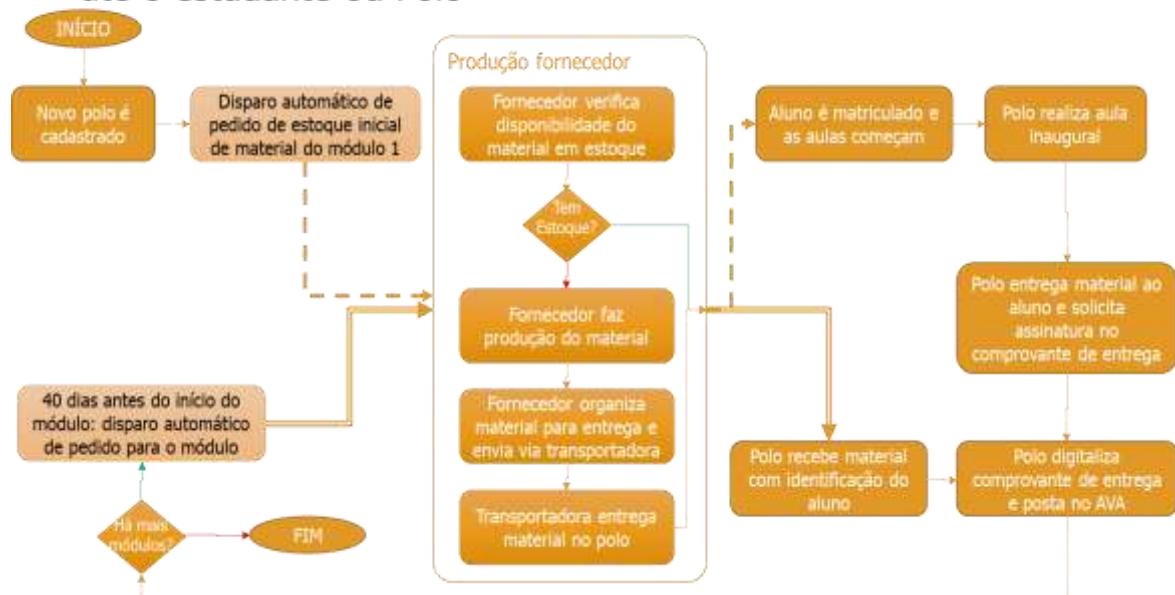 até o estudante ou Polo
INÍCIO
Novo polo é
cadastrado
Disparo automático de
pedido de estoque inicial
de material do módulo 1
Produção fornecedor
Fornecedor verifica
disponibilidade do
material em estoque
Tem
Estoque?
Fornecedor faz
produção do material
Fornecedor organiza
material para entrega e
envia via transportadora
Transportadora entrega
material no polo
Aluno é matriculado e
as aulas começam
Polo realiza aula
inaugural
Polo entrega material ao
aluno e solicita
assinatura no
comprovante de entrega
Polo recebe material
com identificação do
aluno
Polo digitaliza
comprovante de entrega
e posta no AVA
40 dias antes do início do
módulo: disparo automático
de pedido para o módulo
Há mais
módulos?
FIM